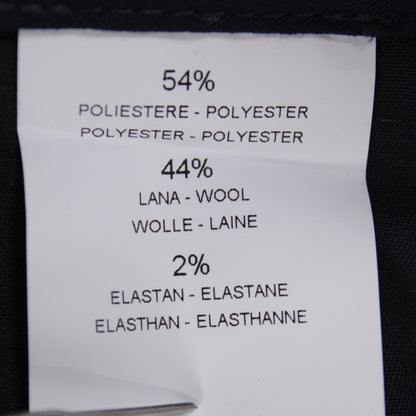 54%
POLIESTERE - POLYESTER
POLYESTER - POLYESTER
44%
LANA - WOOL
WOLLE - LAINE
2%
ELASTAN - ELASTANE
ELASTHAN - ELASTHANNE